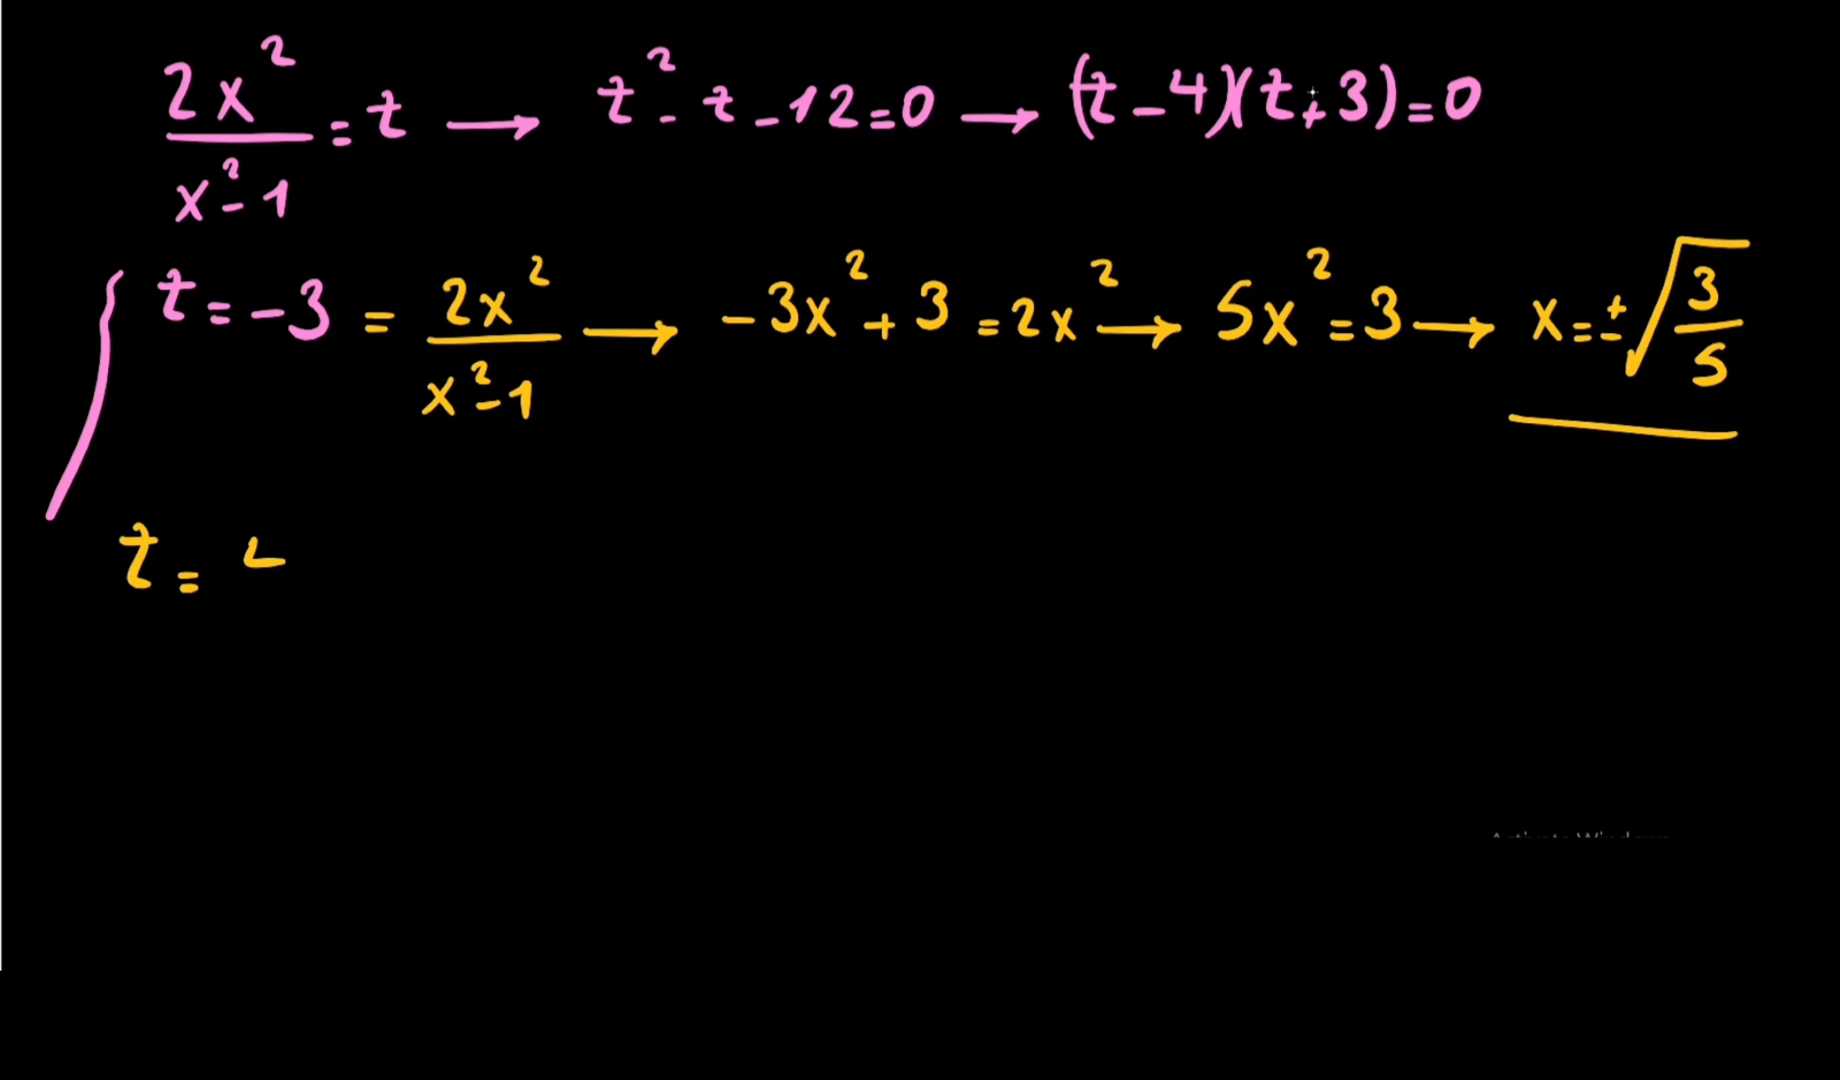 2x²/(x²-1) = t → t² - t - 12 = 0 → (t - 4)(t + 3) = 0
t = -3 = 2x²/(x²-1) → -3x² + 3 = 2x² → 5x² = 3 → x = ±√(3/5)
t =